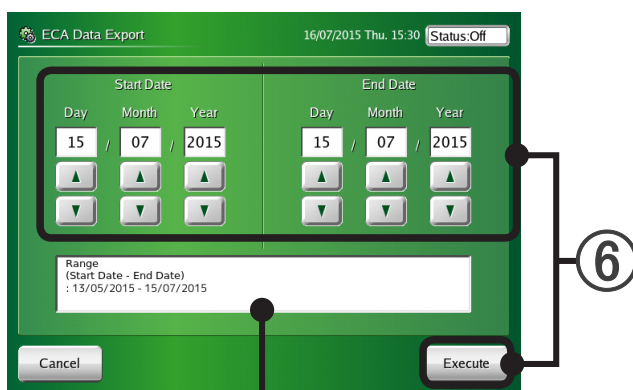 ECA Data Export 16/07/2015 Thu. 15:30 Status:Off
Start Date End Date
Day Month Year Day Month Year
15 / 07 / 2015 15 / 07 / 2015
Range
(Start Date - End Date)
: 13/05/2015 - 15/07/2015
6
Cancel Execute